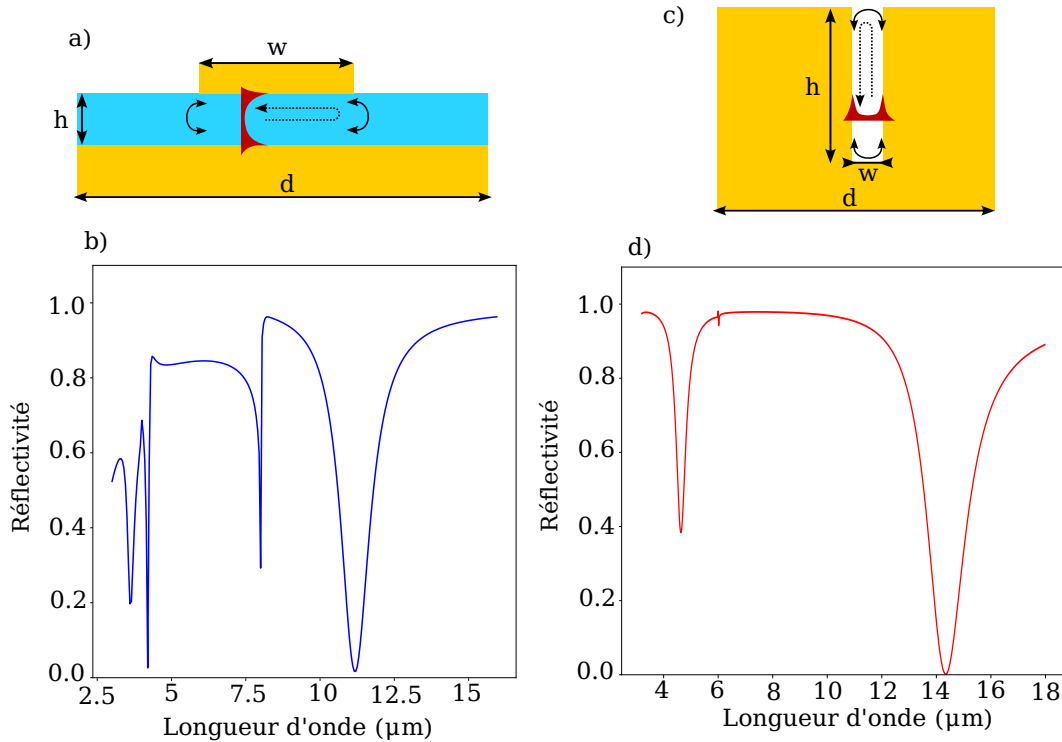 a)
w
h
d
c)
h
w
d
b)
1.0
0.8
0.6
0.4
0.2
0.0
Réflectivité
2.5 5 7.5 10 12.5 15
Longueur d'onde (µm)
d)
1.0
0.8
0.6
0.4
0.2
0.0
Réflectivité
4 6 8 10 12 14 16 18
Longueur d'onde (µm)